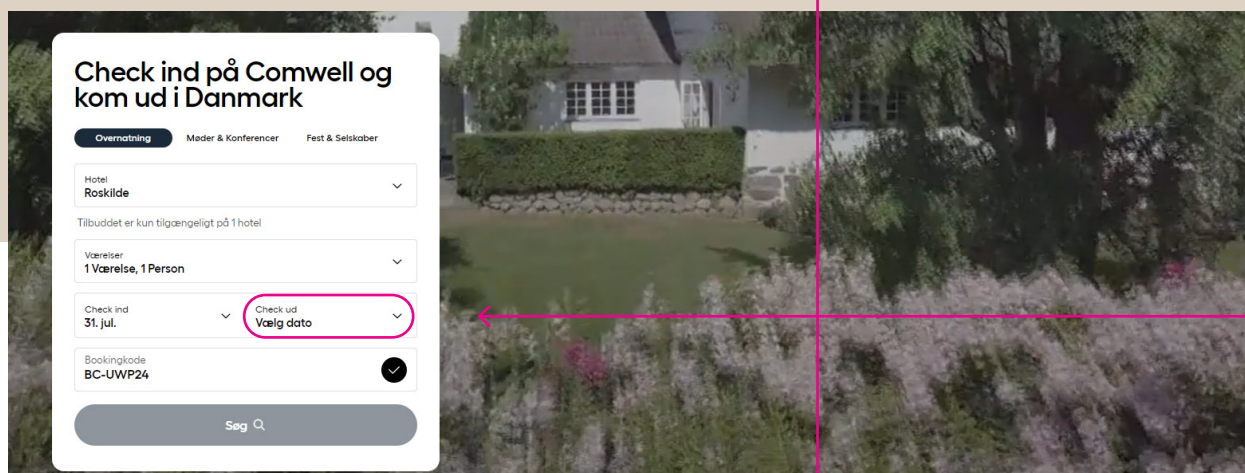 Check ind på Comwell og
kom ud i Danmark
Overnatning Møder & Konferencer Fest & Selskaber
Hotel
Roskilde
Tilbuddet er kun tilgængeligt på 1 hotel
Værelser
1 Værelse, 1 Person
Check ind Check ud
31. jul. Vælg dato
Bookingkode
BC-UWP24
Søg